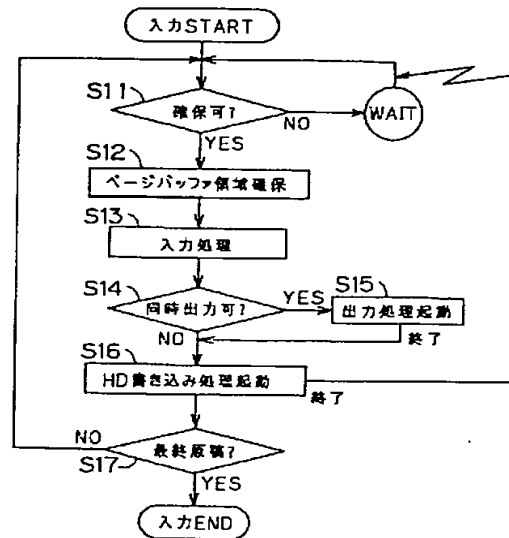 入力START
S11
確保可?
NO
WAIT
YES
S12
ページバッファ領域確保
S13
入力処理
S14
同時出力可?
YES
S15
出力処理起動
NO
終了
S16
HD書き込み処理起動
終了
NO
最終原稿?
S17
YES
入力END